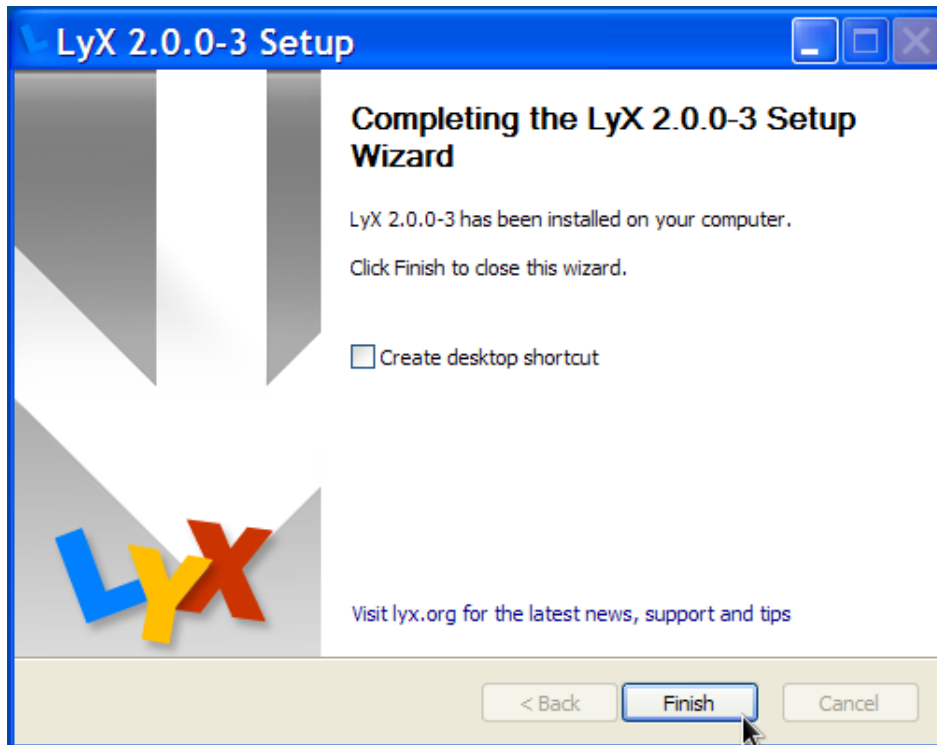 LyX 2.0.0-3 Setup
Completing the LyX 2.0.0-3 Setup
Wizard
LyX 2.0.0-3 has been installed on your computer.
Click Finish to close this wizard.
Create desktop shortcut
LYX
Visit lyx.org for the latest news, support and tips
< Back Finish Cancel